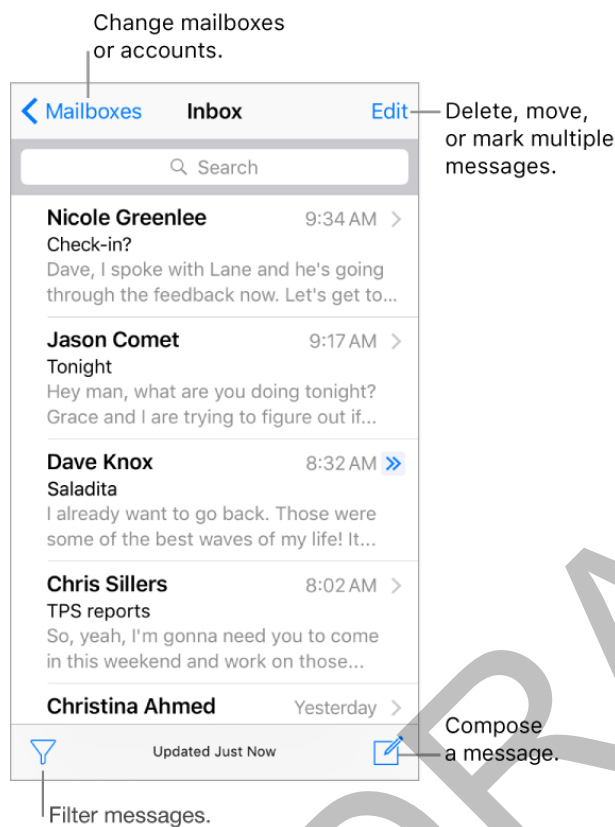 Change mailboxes
or accounts.
Mailboxes Inbox Edit
Delete, move,
or mark multiple
messages.
Search
Nicole Greenlee 9:34 AM
Check-in?
Dave, I spoke with Lane and he's going
through the feedback now. Let's get to...
Jason Comet 9:17 AM
Tonight
Hey man, what are you doing tonight?
Grace and I are trying to figure out if...
Dave Knox 8:32 AM
Saladita
I already want to go back. Those were
some of the best waves of my life! It...
Chris Sillers 8:02 AM
TPS reports
So, yeah, I'm gonna need you to come
in this weekend and work on those...
Christina Ahmed Yesterday
Updated Just Now
Compose
a message.
Filter messages.